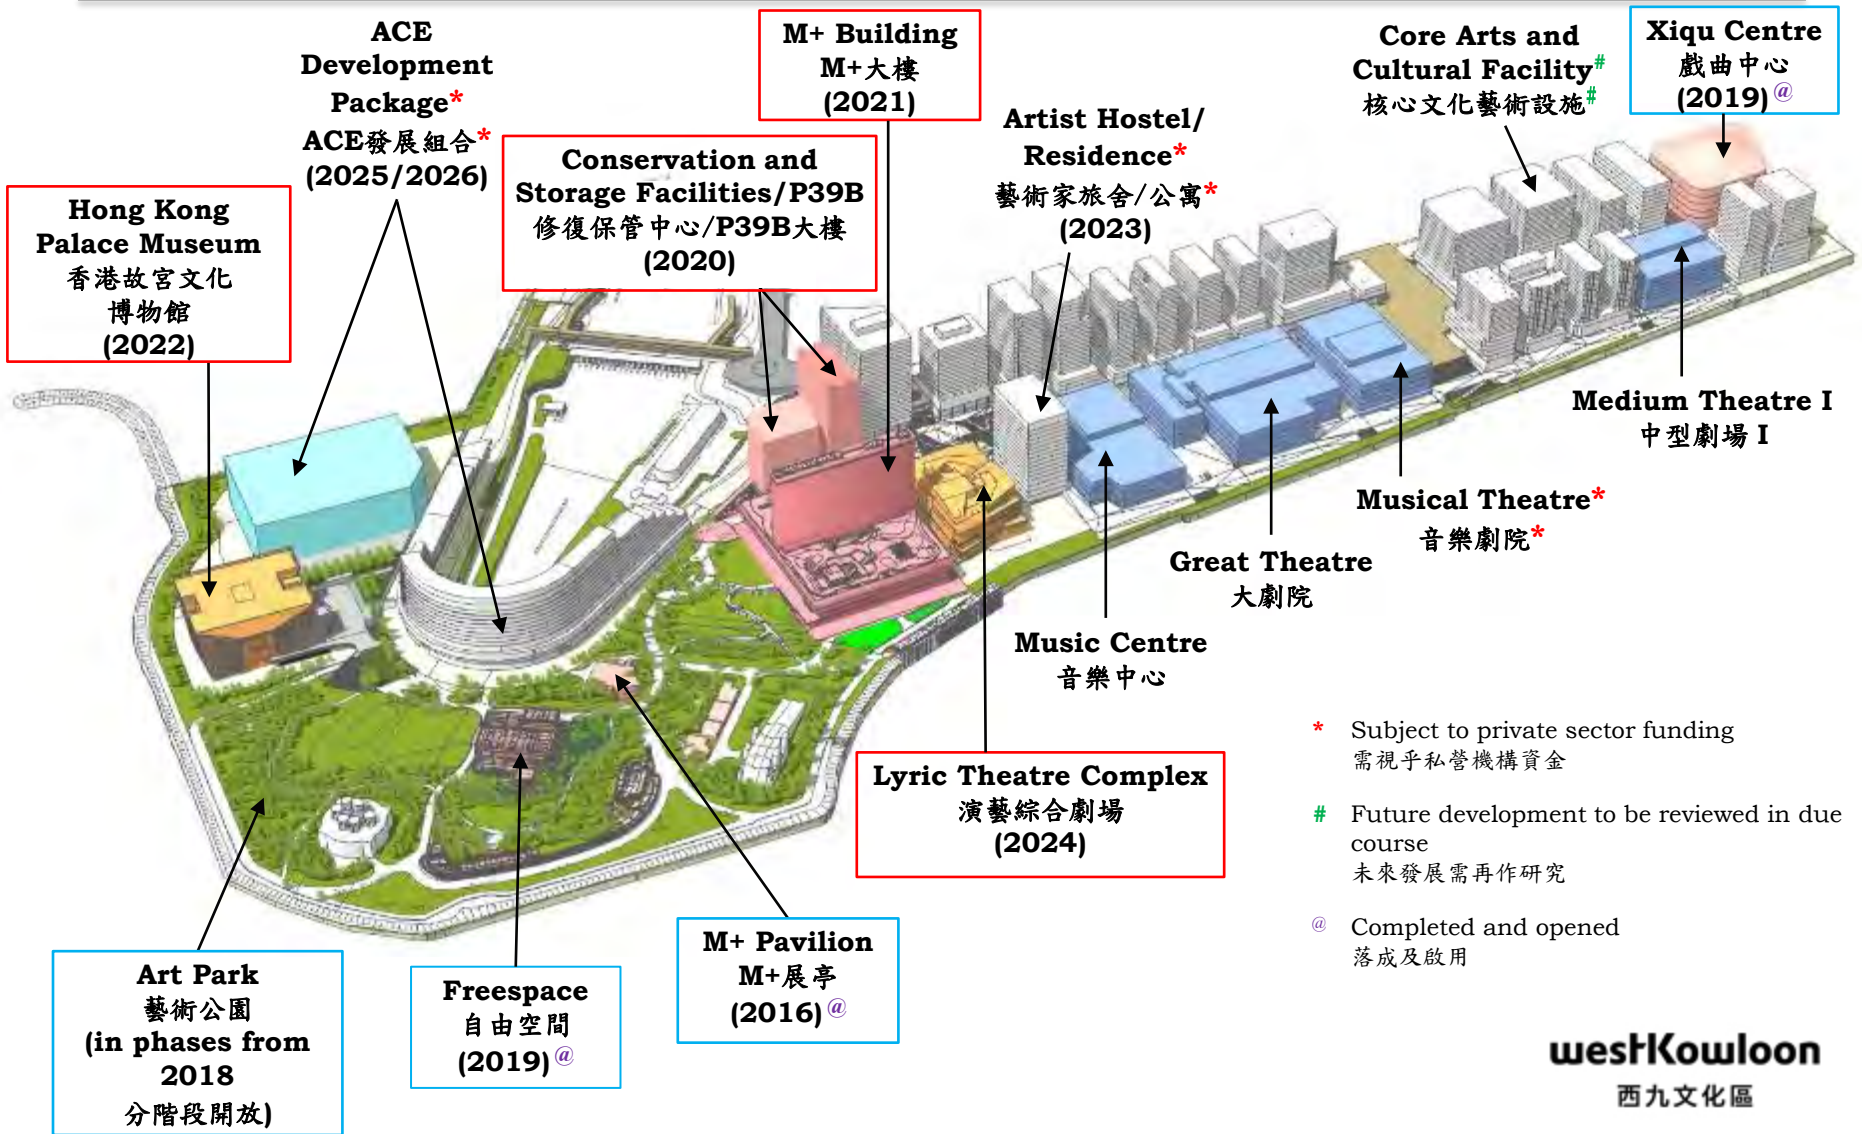 ACE
Development
Package*
ACE發展組合*
(2025/2026)
M+ Building
M+大樓
(2021)
Core Arts and
Cultural Facility#
核心文化藝術設施#
Xiqu Centre
戲曲中心
(2019)@
Hong Kong
Palace Museum
香港故宮文化
博物館
(2022)
Conservation and
Storage Facilities/P39B
修復保管中心/P39B大樓
(2020)
Artist Hostel/
Residence*
藝術家旅舍/公寓*
(2023)
Medium Theatre I
中型劇場 I
Musical Theatre*
音樂劇院*
Great Theatre
大劇院
Music Centre
音樂中心
Lyric Theatre Complex
演藝綜合劇場
(2024)
* Subject to private sector funding
需視乎私營機構資金
# Future development to be reviewed in due
course
未來發展需再作研究
@ Completed and opened
落成及啟用
Art Park
藝術公園
(in phases from
2018
分階段開放)
Freespace
自由空間
(2019)@
M+ Pavilion
M+展亭
(2016)@
westKowloon
西九文化區